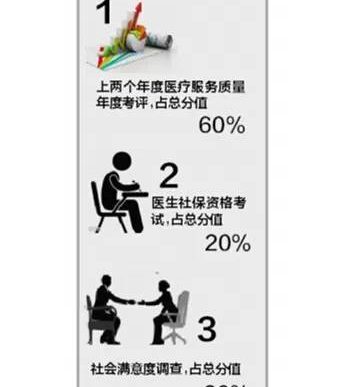 1
上两个年度医疗服务质量
年度考评,占总分值
60%
2
医生社保资格考
试,占总分值
20%
3
社会满意度调查,占总分值